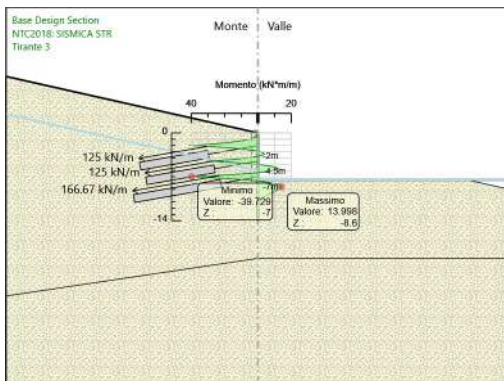 Base Design Section
NTC2018: SISMICA STR
Tirante 3
Monte Valle
Momento (kN*m/m)
40 0 20
0
-2m
125 kN/m
125 kN/m
-4.5m
166.67 kN/m
-7m
Minimo
Valore: -39.729
Z : -7
Massimo
Valore: 13.998
Z : -8.6
-14